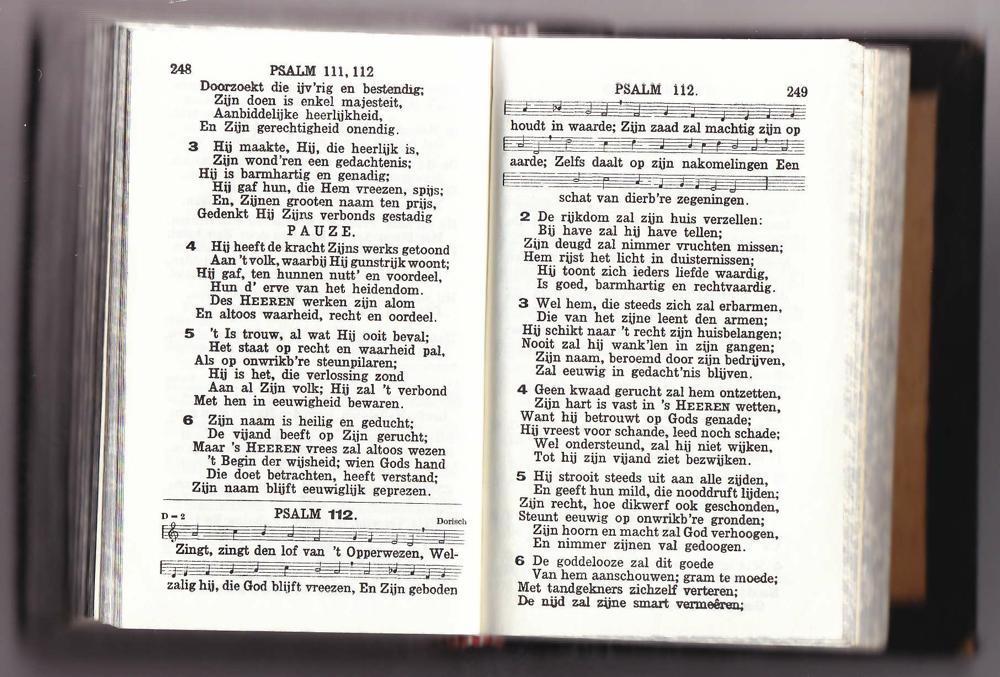 248 PSALM 111, 112
Doorzoekt die ijv'rig en bestendig;
Zijn doen is enkel majesteit,
Aanbiddelijke heerlijkheid,
En Zijn gerechtigheid onendig.
3 Hij maakte, Hij, die heerlijk is,
Zijn wond'ren een gedachtenis;
Hij is barmhartig en genadig;
Hij gaf hun, die Hem vreezen, spijs;
En, Zijnen grooten naam ten prijs,
Gedenkt Hij Zijns verbonds gestadig
PAUZE.
4 Hij heeft de kracht Zijns werks getoond
Aan 't volk, waarbij Hij gunstrijk woont;
Hij gaf, ten hunnen nutt' en voordeel,
Hun d' erve van het heidendom.
Des HEEREN werken zijn alom
En altoos waarheid, recht en oordeel.
5 't Is trouw, al wat Hij ooit beval;
Het staat op recht en waarheid pal,
Als op onwrikb're steunpilaren;
Hij is het, die verlossing zond
Aan al Zijn volk; Hij zal 't verbond
Met hen in eeuwigheid bewaren.
6 Zijn naam is heilig en geducht;
De vijand beeft op Zijn gerucht;
Maar 's HEEREN vrees zal altoos wezen
't Begin der wijsheid; wien Gods hand
Die doet betrachten, heeft verstand;
Zijn naam blijft eeuwiglijk geprezen.
PSALM 112.
D = 2 Dorisch
Zingt, zingt den lof van 't Opperwezen, Wel-
zalig hij, die God blijft vreezen, En Zijn geboden
PSALM 112. 249
houdt in waarde; Zijn zaad zal machtig zijn op
aarde; Zelfs daalt op zijn nakomelingen Een
schat van dierb're zegeningen.
2 De rijkdom zal zijn huis verzellen:
Bij have zal hij have tellen;
Zijn deugd zal nimmer vruchten missen;
Hem rijst het licht in duisternissen;
Hij toont zich ieders liefde waardig,
Is goed, barmhartig en rechtvaardig.
3 Wel hem, die steeds zich zal erbarmen,
Die van het zijne leent den armen;
Hij schikt naar 't recht zijn huisbelangen;
Nooit zal hij wank'len in zijn gangen;
Zijn naam, beroemd door zijn bedrijven,
Zal eeuwig in gedacht'nis blijven.
4 Geen kwaad gerucht zal hem ontzetten,
Zijn hart is vast in 's HEEREN wetten,
Want hij betrouwt op Gods genade;
Hij vreest voor schande, leed noch schade;
Wel ondersteund, zal hij niet wijken,
Tot hij zijn vijand ziet bezwijken.
5 Hij strooit steeds uit aan alle zijden,
En geeft hun mild, die nooddruft lijden;
Zijn recht, hoe dikwerf ook geschonden,
Steunt eeuwig op onwrikb're gronden;
Zijn hoorn en macht zal God verhoogen,
En nimmer zijnen val gedoogen.
6 De goddelooze zal dit goede
Van hem aanschouwen; gram te moede;
Met tandgekners zichzelf verteren;
De nijd zal zijne smart vermeêren;